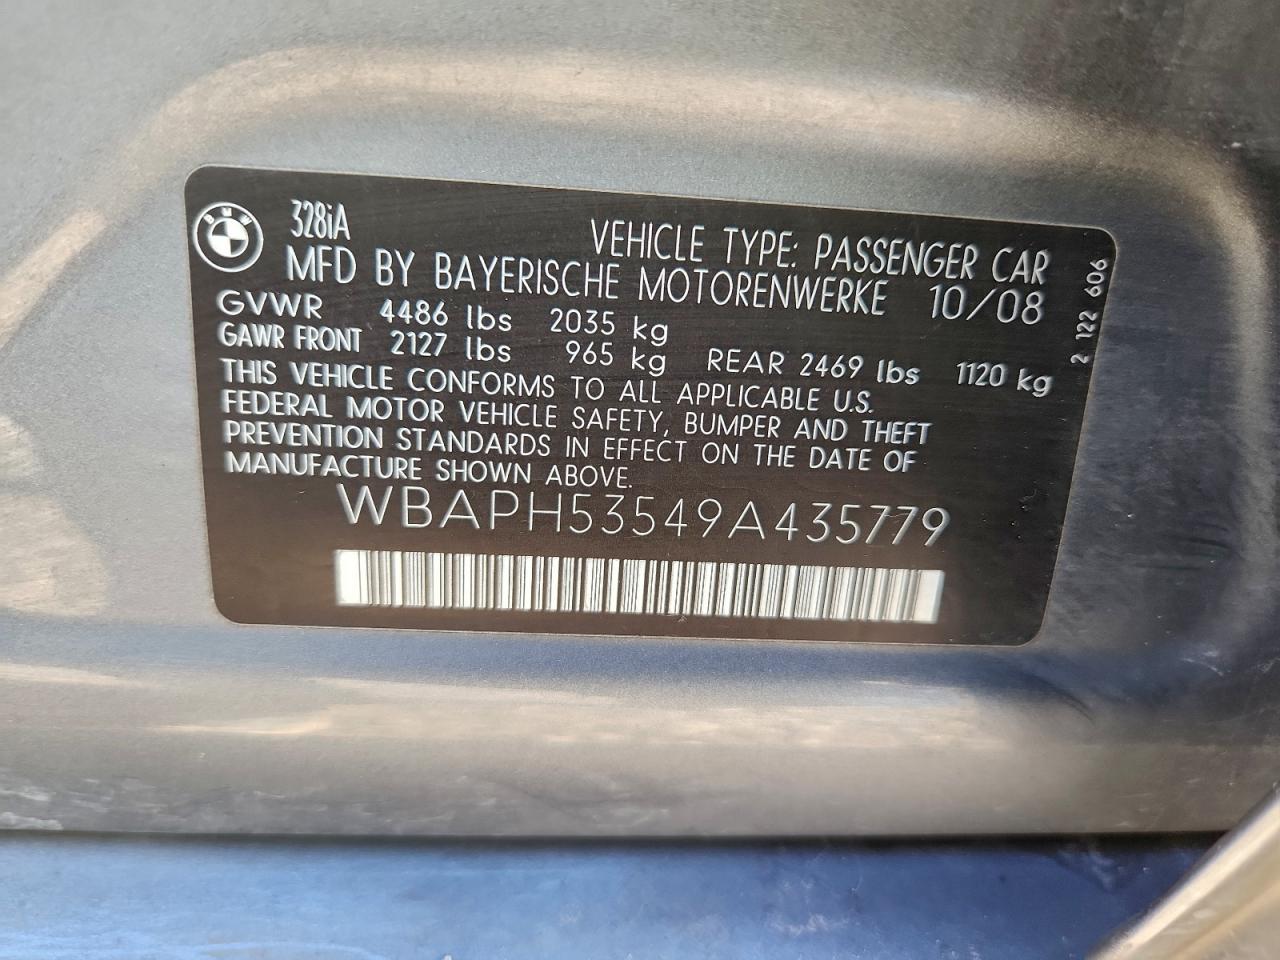 BMW
328iA
VEHICLE TYPE: PASSENGER CAR
MFD BY BAYERISCHE MOTORENWERKE 10/08
GVWR 4486 lbs 2035 kg
GAWR FRONT 2127 lbs 965 kg REAR 2469 lbs 1120 kg
THIS VEHICLE CONFORMS TO ALL APPLICABLE U.S.
FEDERAL MOTOR VEHICLE SAFETY, BUMPER AND THEFT
PREVENTION STANDARDS IN EFFECT ON THE DATE OF
MANUFACTURE SHOWN ABOVE.
WBAPH53549A435779
2 122 606